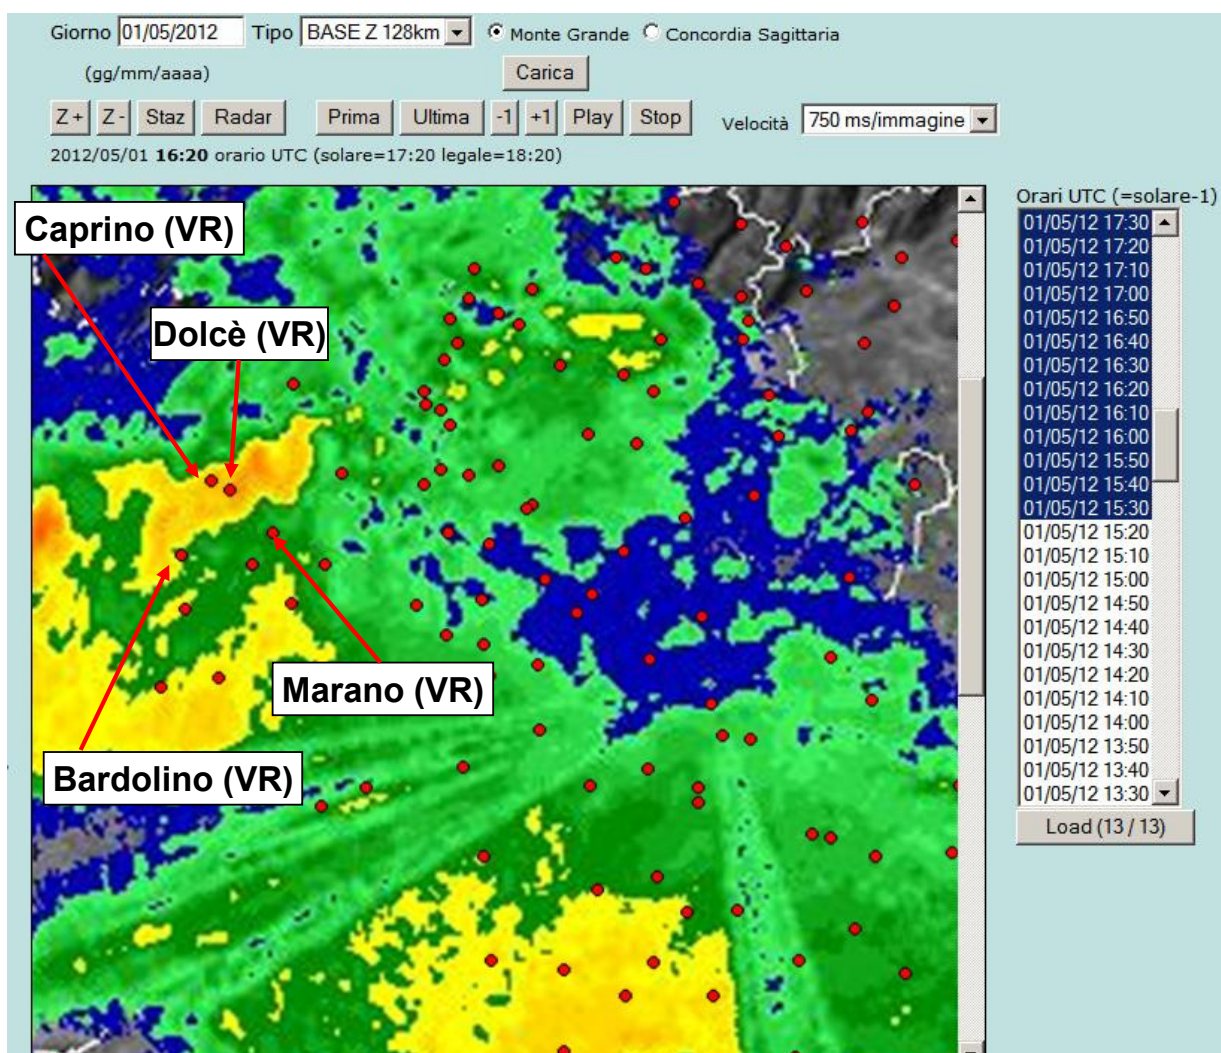 Giorno 01/05/2012 Tipo BASE Z 128km Monte Grande Concordia Sagittaria
(gg/mm/aaaa) Carica
Z+ Z- Staz Radar Prima Ultima -1 +1 Play Stop Velocità 750 ms/immagine
2012/05/01 16:20 orario UTC (solare=17:20 legale=18:20)
Caprino (VR)
Dolcè (VR)
Marano (VR)
Bardolino (VR)
Orari UTC (=solare-1)
01/05/12 17:30
01/05/12 17:20
01/05/12 17:10
01/05/12 17:00
01/05/12 16:50
01/05/12 16:40
01/05/12 16:30
01/05/12 16:20
01/05/12 16:10
01/05/12 16:00
01/05/12 15:50
01/05/12 15:40
01/05/12 15:30
01/05/12 15:20
01/05/12 15:10
01/05/12 15:00
01/05/12 14:50
01/05/12 14:40
01/05/12 14:30
01/05/12 14:20
01/05/12 14:10
01/05/12 14:00
01/05/12 13:50
01/05/12 13:40
01/05/12 13:30
Load (13 / 13)